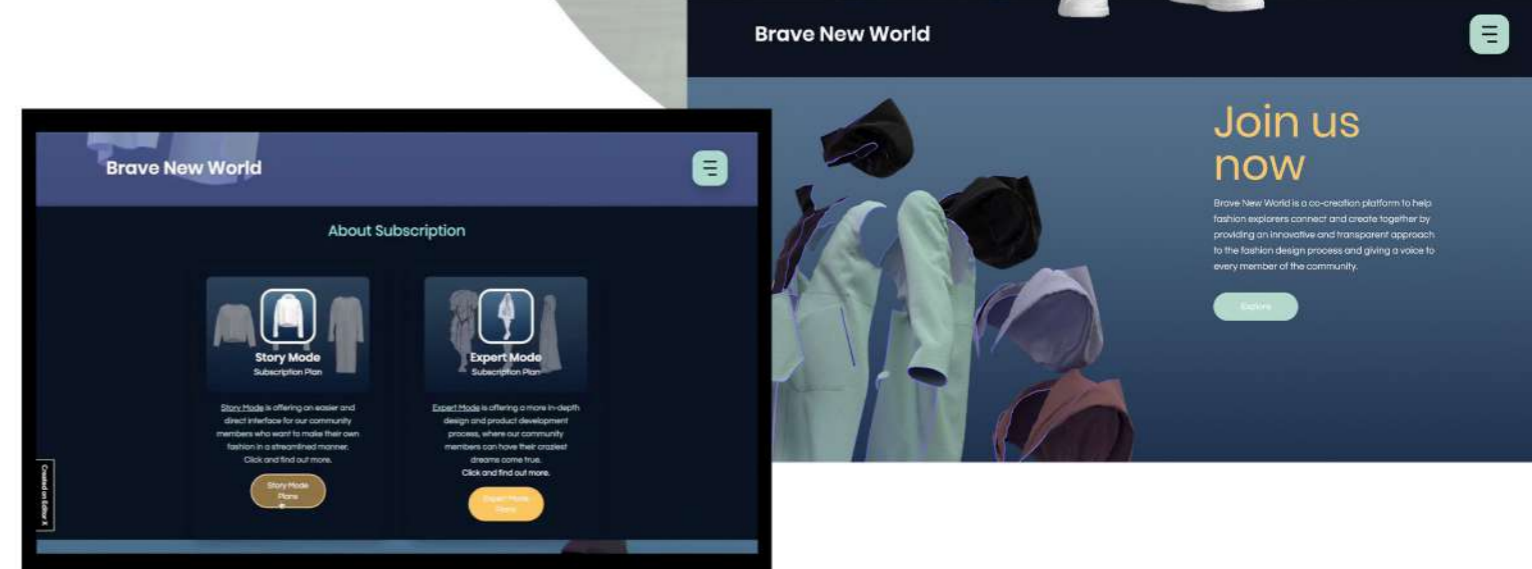 Brave New World
Join us
now
Brave New World is a co-creation platform to help
fashion explorers connect and create together by
providing an innovative and transparent approach
to the fashion design process and giving a voice to
every member of the community.
Explore
Brave New World
About Subscription
Story Mode
Subscription Plan
Story Mode is offering an easier and
direct interface for our community
members who want to make their own
fashion in a streamlined manner.
Click and find out more.
Story Mode
Plans
Expert Mode
Subscription Plan
Expert Mode is offering a more in-depth
design and product development
process, where our community
members can have their craziest
dreams come true.
Click and find out more.
Expert Mode
Plans
Created on Editor X